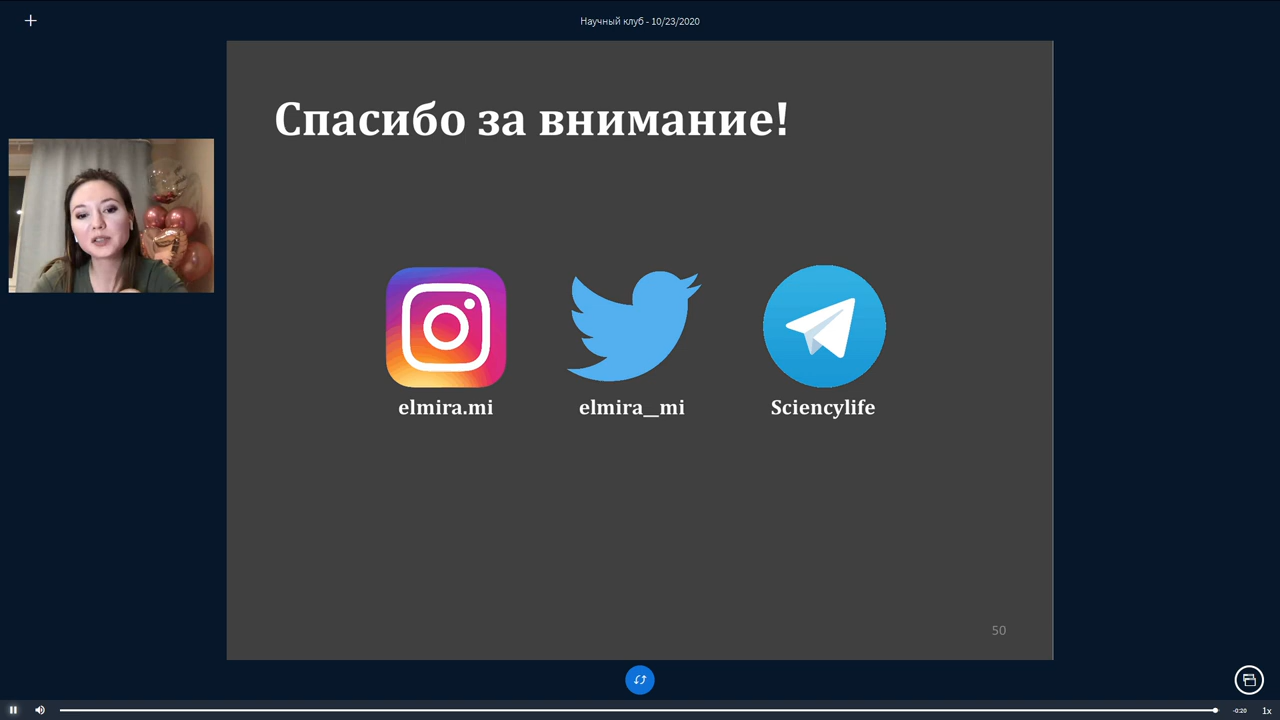 Научный клуб - 10/23/2020
Спасибо за внимание!
elmira.mi
elmira__mi
Sciencylife
50
-0:20
1x